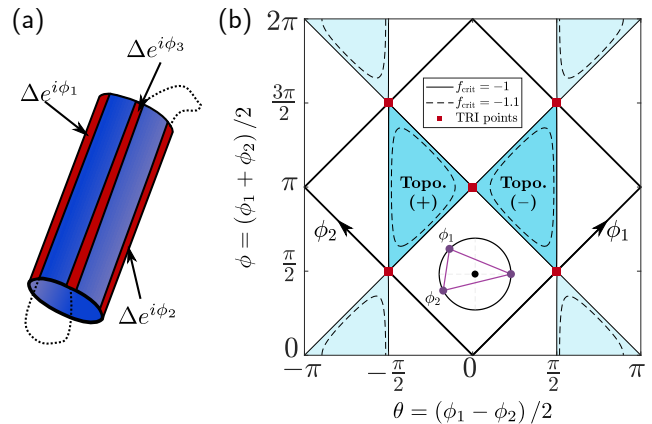 (a)
Δe^{iϕ_3}
Δe^{iϕ_1}
Δe^{iϕ_2}
(b)
ϕ = (ϕ_1 + ϕ_2) /2
2π
3π/2
π
π/2
0
f_crit = −1
f_crit = −1.1
TRI points
Topo.
(+)
Topo.
(−)
ϕ_2
ϕ_1
ϕ_1
ϕ_2
−π
−π/2
0
π/2
π
θ = (ϕ_1 − ϕ_2) /2